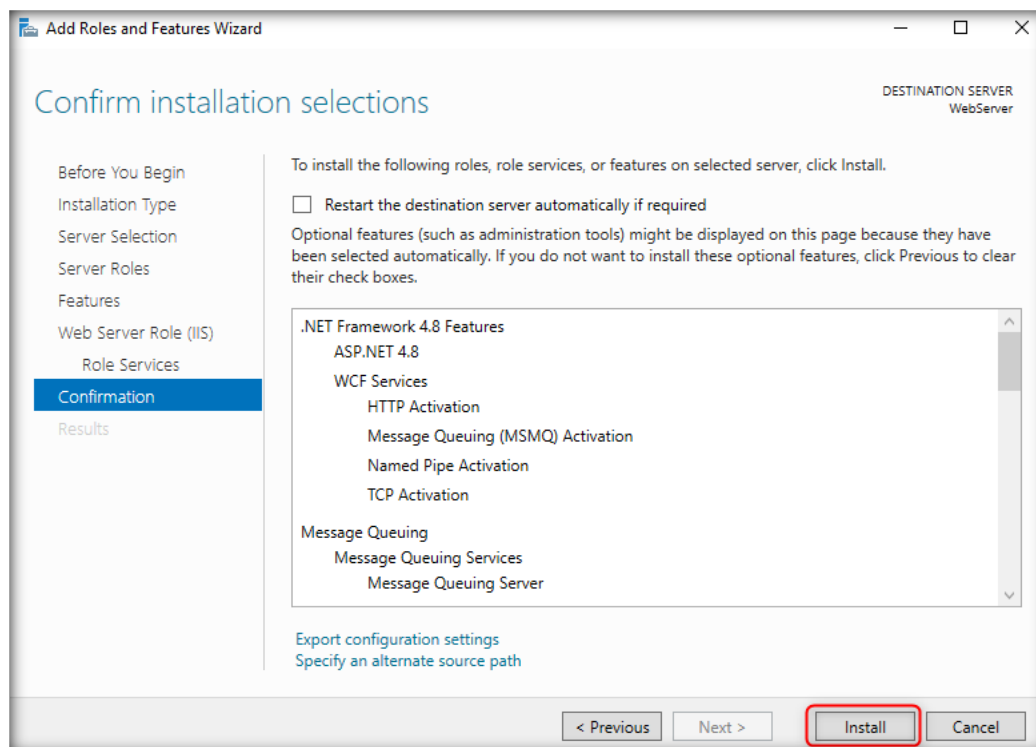 Add Roles and Features Wizard
Confirm installation selections
DESTINATION SERVER
WebServer
Before You Begin
Installation Type
Server Selection
Server Roles
Features
Web Server Role (IIS)
Role Services
Confirmation
Results
To install the following roles, role services, or features on selected server, click Install.
Restart the destination server automatically if required
Optional features (such as administration tools) might be displayed on this page because they have
been selected automatically. If you do not want to install these optional features, click Previous to clear
their check boxes.
.NET Framework 4.8 Features
ASP.NET 4.8
WCF Services
HTTP Activation
Message Queuing (MSMQ) Activation
Named Pipe Activation
TCP Activation
Message Queuing
Message Queuing Services
Message Queuing Server
Export configuration settings
Specify an alternate source path
< Previous
Next >
Install
Cancel